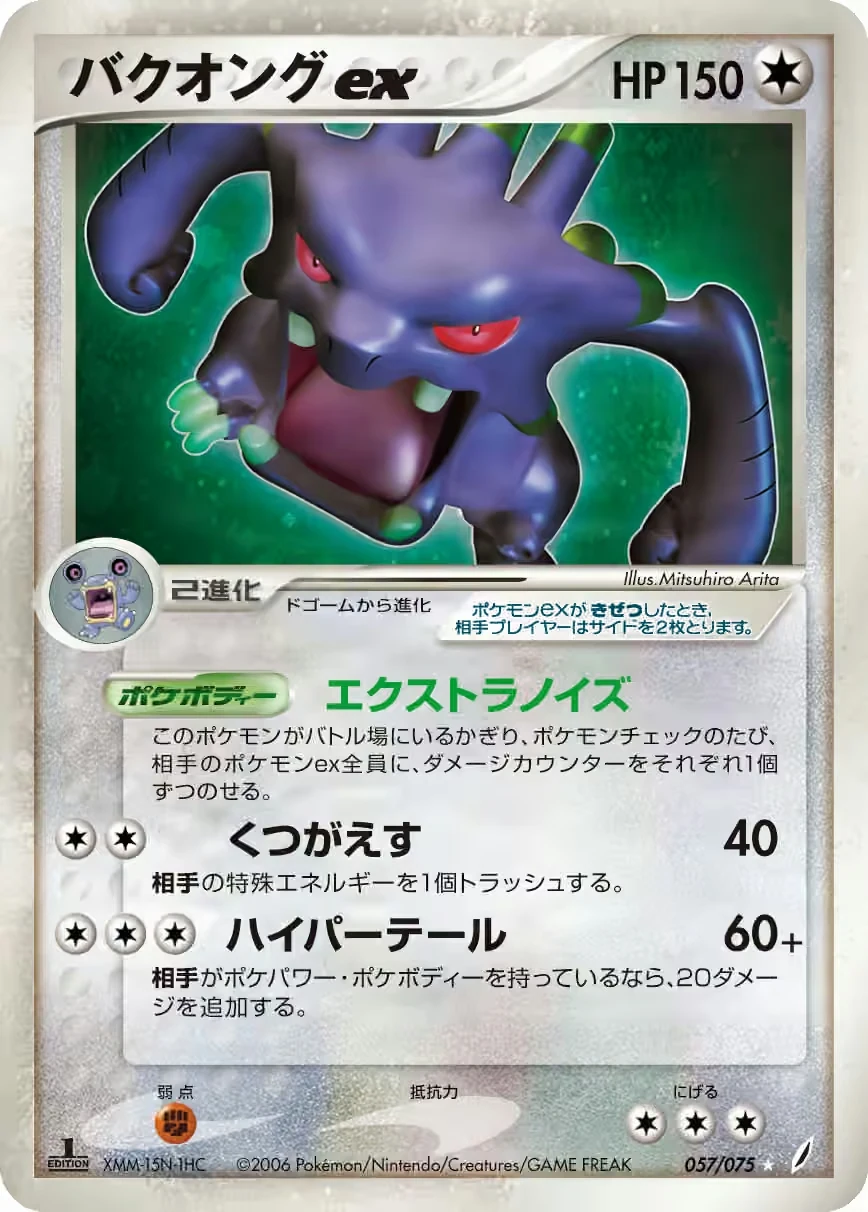 バクオングex HP150
Illus.Mitsuhiro Arita
2進化
ドゴームから進化
ポケモンexがきぜつしたとき、
相手プレイヤーはサイドを2枚とります。
ポケボディー エクストラノイズ
このポケモンがバトル場にいるかぎり、ポケモンチェックのたび、
相手のポケモンex全員に、ダメージカウンターをそれぞれ1個
ずつのせる。
くつがえす 40
相手の特殊エネルギーを1個トラッシュする。
ハイパーテール 60+
相手がポケパワー・ポケボディーを持っているなら、20ダメー
ジを追加する。
弱点 抵抗力 にげる
1 EDITION XMM-15N-1HC ©2006 Pokémon/Nintendo/Creatures/GAME FREAK 057/075 ★